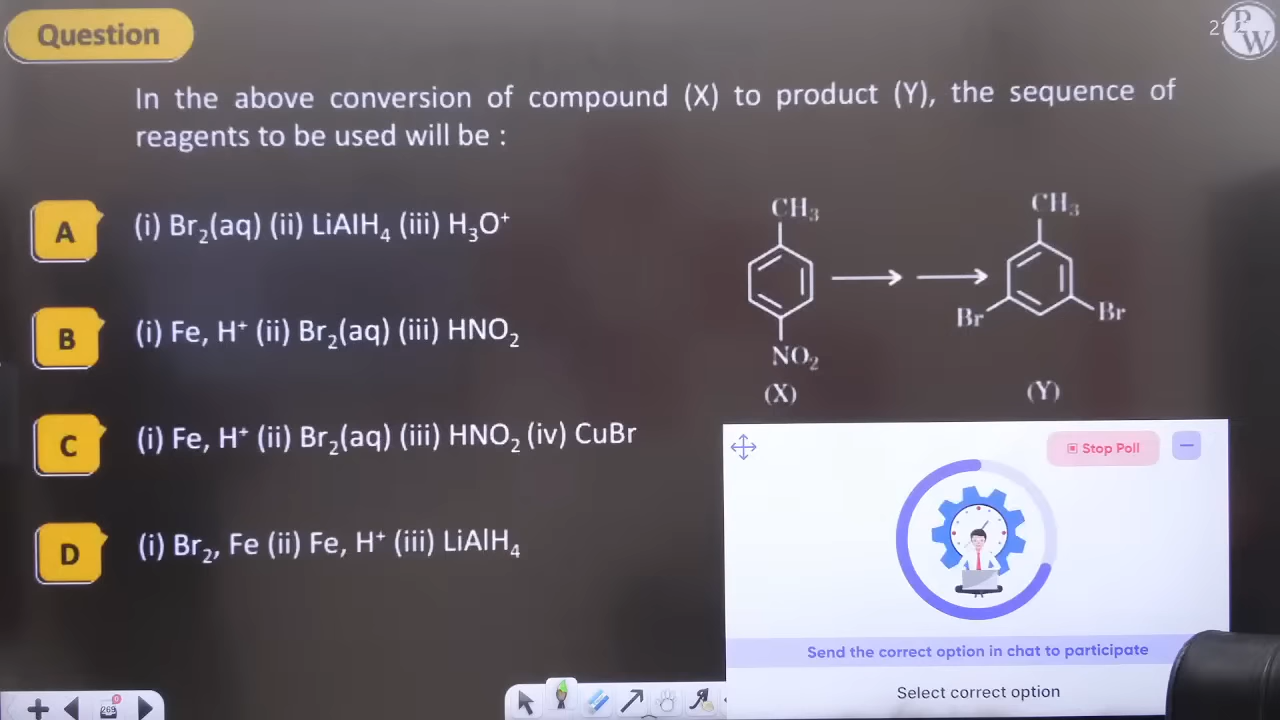 Question
PW
In the above conversion of compound (X) to product (Y), the sequence of
reagents to be used will be :
A (i) Br₂(aq) (ii) LiAlH₄ (iii) H₃O⁺
B (i) Fe, H⁺ (ii) Br₂(aq) (iii) HNO₂
C (i) Fe, H⁺ (ii) Br₂(aq) (iii) HNO₂ (iv) CuBr
D (i) Br₂, Fe (ii) Fe, H⁺ (iii) LiAlH₄
CH₃ CH₃
Br Br
NO₂
(X) (Y)
Stop Poll
Send the correct option in chat to participate
Select correct option
269